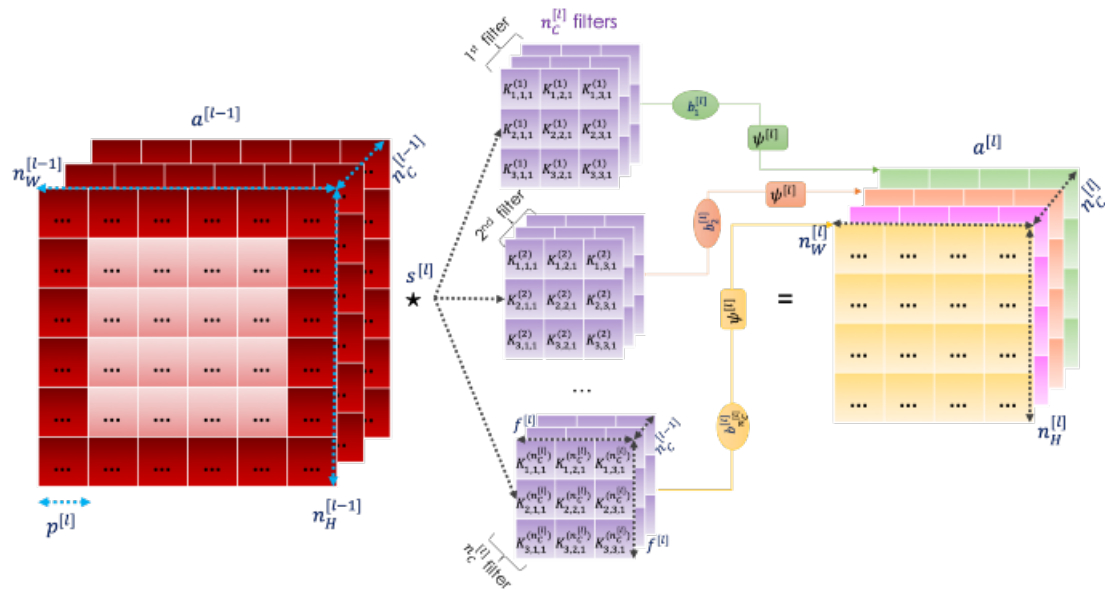 n_C^{[l]} filters
1st filter
K_{1,1,1}^{(1)} K_{1,2,1}^{(1)} K_{1,3,1}^{(1)}
K_{2,1,1}^{(1)} K_{2,2,1}^{(1)} K_{2,3,1}^{(1)}
K_{3,1,1}^{(1)} K_{3,2,1}^{(1)} K_{3,3,1}^{(1)}
b_1^{[l]}
ψ^{[l]}
a^{[l-1]}
n_W^{[l-1]}
n_C^{[l-1]}
... ... ... ... ... ...
... ... ... ... ... ...
... ... ... ... ... ...
... ... ... ... ... ...
... ... ... ... ... ...
... ... ... ... ... ...
p^{[l]}
n_H^{[l-1]}
s^{[l]}
★
2nd filter
K_{1,1,1}^{(2)} K_{1,2,1}^{(2)} K_{1,3,1}^{(2)}
K_{2,1,1}^{(2)} K_{2,2,1}^{(2)} K_{2,3,1}^{(2)}
K_{3,1,1}^{(2)} K_{3,2,1}^{(2)} K_{3,3,1}^{(2)}
b_2^{[l]}
ψ^{[l]}
...
f^{[l]}
n_C^{[l-1]}
K_{1,1,1}^{(n_C^{[l]})} K_{1,2,1}^{(n_C^{[l]})} K_{1,3,1}^{(n_C^{[l]})}
K_{2,1,1}^{(n_C^{[l]})} K_{2,2,1}^{(n_C^{[l]})} K_{2,3,1}^{(n_C^{[l]})}
K_{3,1,1}^{(n_C^{[l]})} K_{3,2,1}^{(n_C^{[l]})} K_{3,3,1}^{(n_C^{[l]})}
f^{[l]}
n_C^{[l]} filter
b_{n_C^{[l]}}^{[l]}
ψ^{[l]}
=
a^{[l]}
n_W^{[l]}
n_C^{[l]}
... ... ... ...
... ... ... ...
... ... ... ...
... ... ... ...
n_H^{[l]}